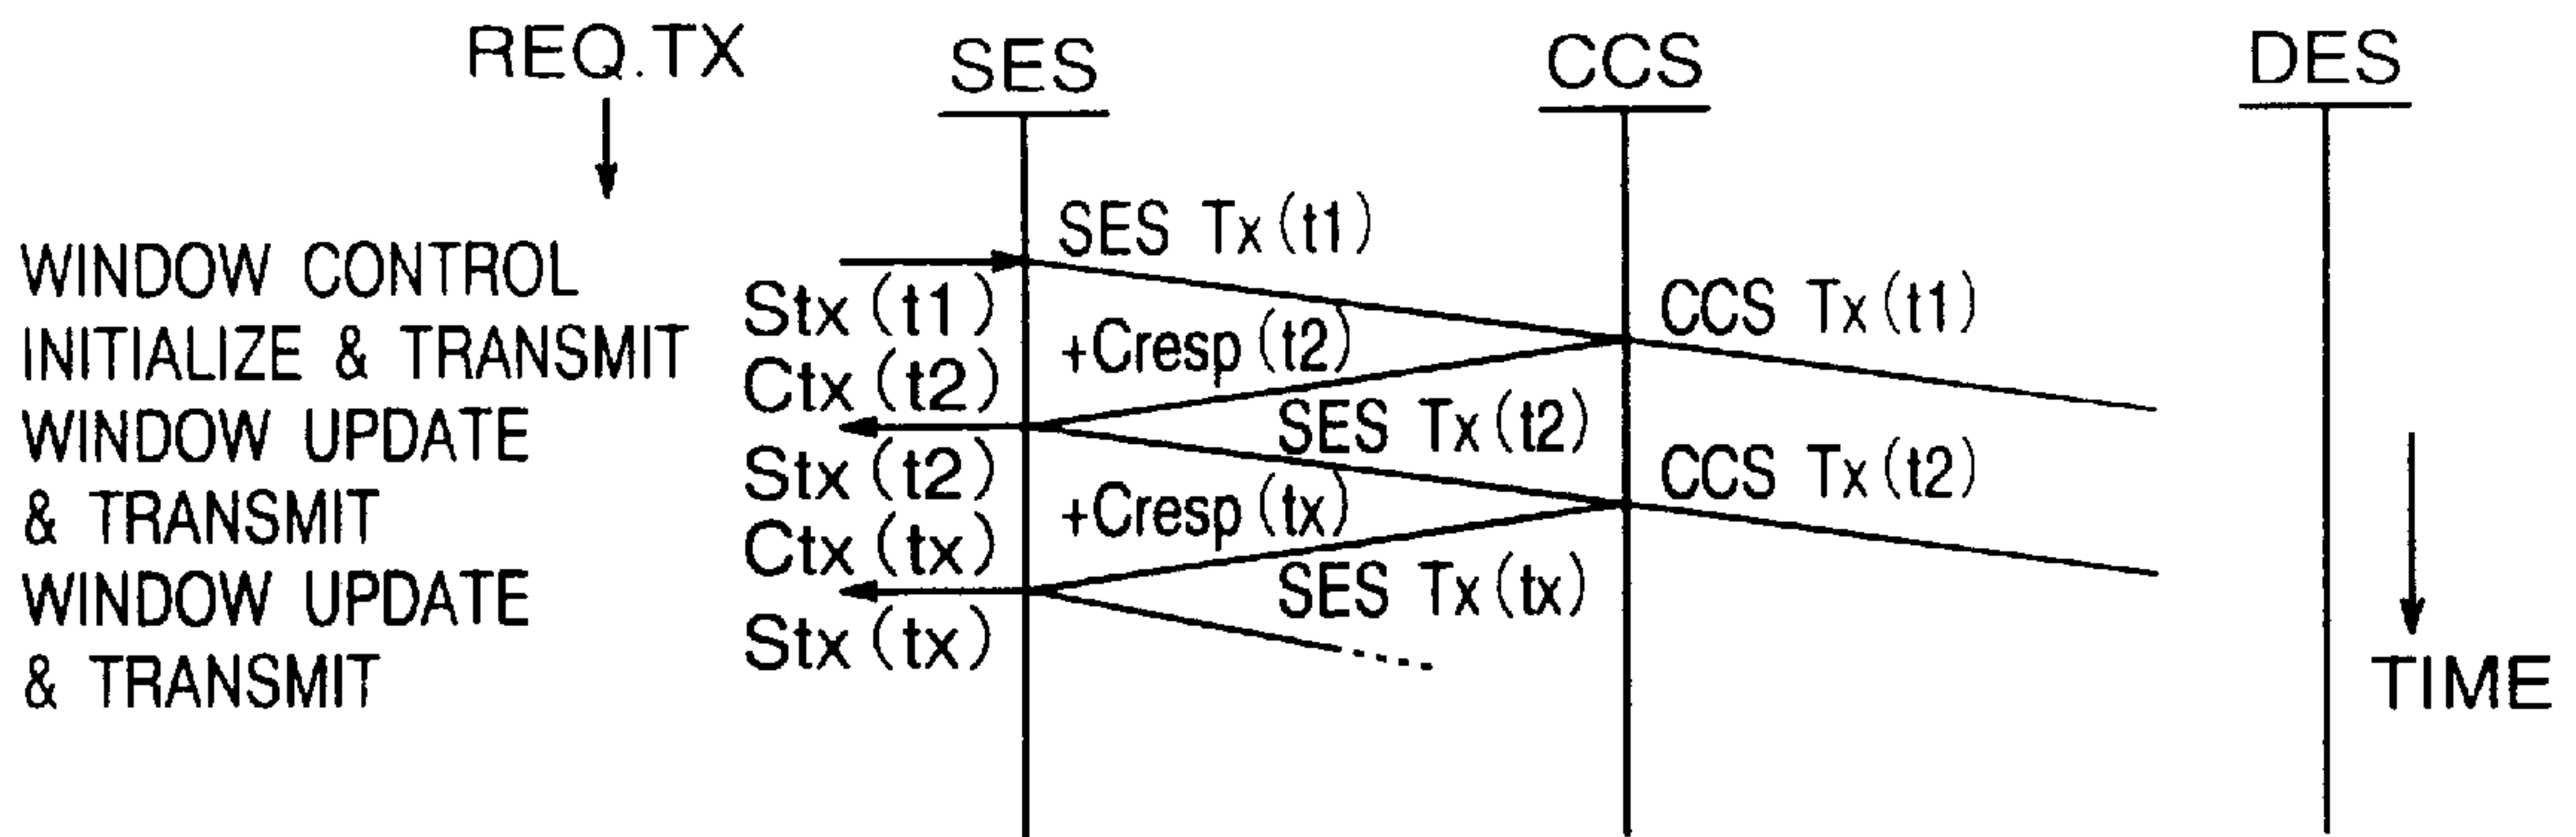 REQ.TX
SES
CCS
DES
WINDOW CONTROL
INITIALIZE & TRANSMIT
WINDOW UPDATE
& TRANSMIT
WINDOW UPDATE
& TRANSMIT
Stx (t1)
Ctx (t2)
Stx (t2)
Ctx (tx)
Stx (tx)
SES Tx (t1)
+Cresp (t2)
SES Tx (t2)
+Cresp (tx)
SES Tx (tx)
CCS Tx (t1)
CCS Tx (t2)
TIME